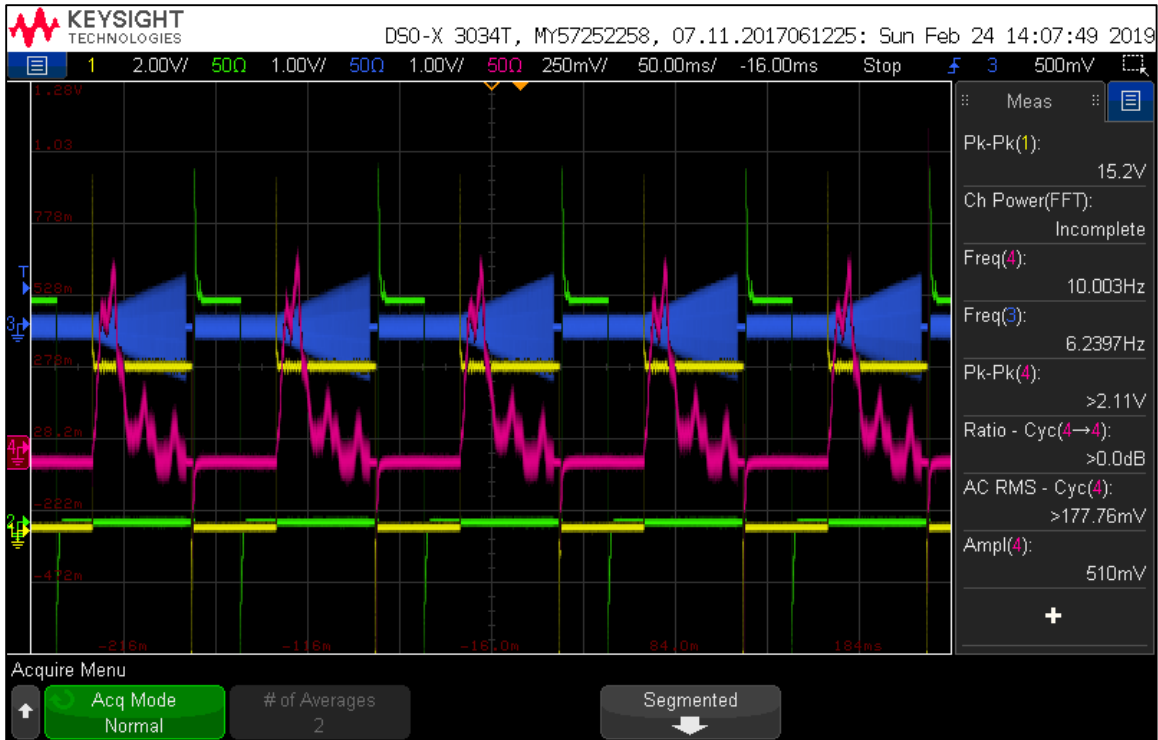 KEYSIGHT
TECHNOLOGIES
DSO-X 3034T, MY57252258, 07.11.2017061225: Sun Feb 24 14:07:49 2019
1 2.00V/ 50Ω 1.00V/ 50Ω 1.00V/ 50Ω 250mV/ 50.00ms/ -16.00ms Stop 3 500mV
1.28V
1.03
778m
528m
278m
28.2m
-222m
-472m
-216m -116m -16.0m 84.0m 184ms
T
3
4
2
Meas
Pk-Pk(1):
15.2V
Ch Power(FFT):
Incomplete
Freq(4):
10.003Hz
Freq(3):
6.2397Hz
Pk-Pk(4):
>2.11V
Ratio - Cyc(4→4):
>0.0dB
AC RMS - Cyc(4):
>177.76mV
Ampl(4):
510mV
Acquire Menu
Acq Mode
Normal
# of Averages
2
Segmented